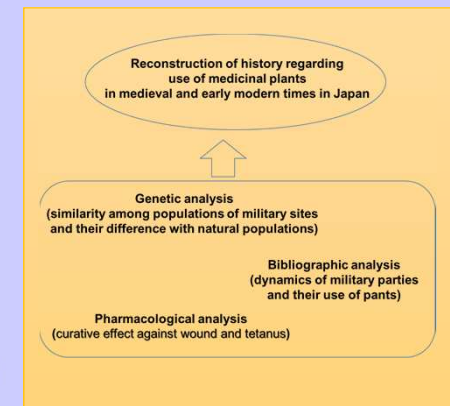 Reconstruction of history regarding
use of medicinal plants
in medieval and early modern times in Japan
Genetic analysis
(similarity among populations of military sites
and their difference with natural populations)
Bibliographic analysis
(dynamics of military parties
and their use of pants)
Pharmacological analysis
(curative effect against wound and tetanus)